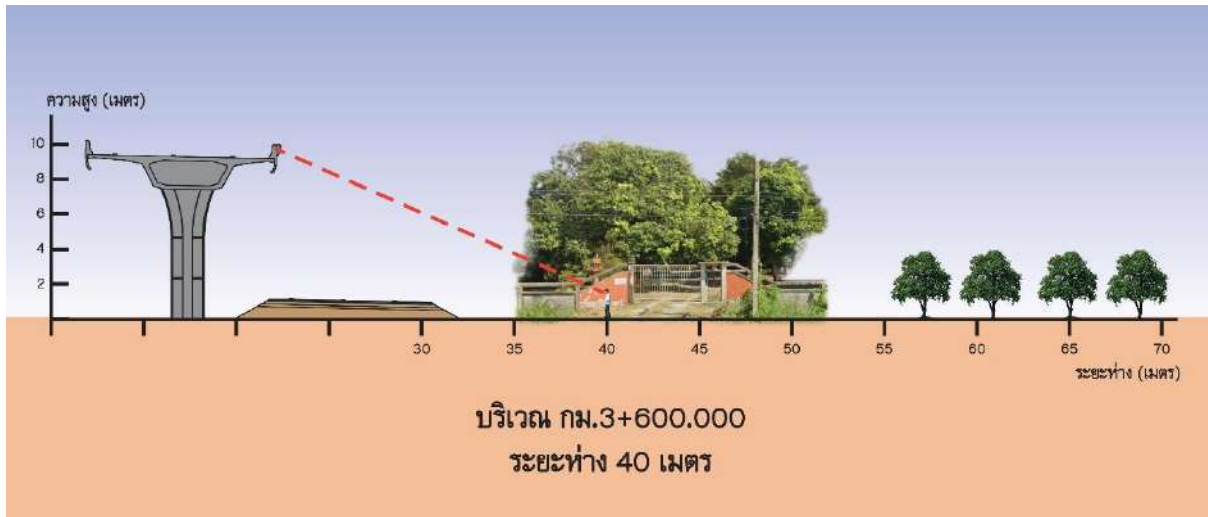 ความสูง (เมตร)
10
8
6
4
2
30 35 40 45 50 55 60 65 70
ระยะห่าง (เมตร)
บริเวณ กม.3+600.000
ระยะห่าง 40 เมตร